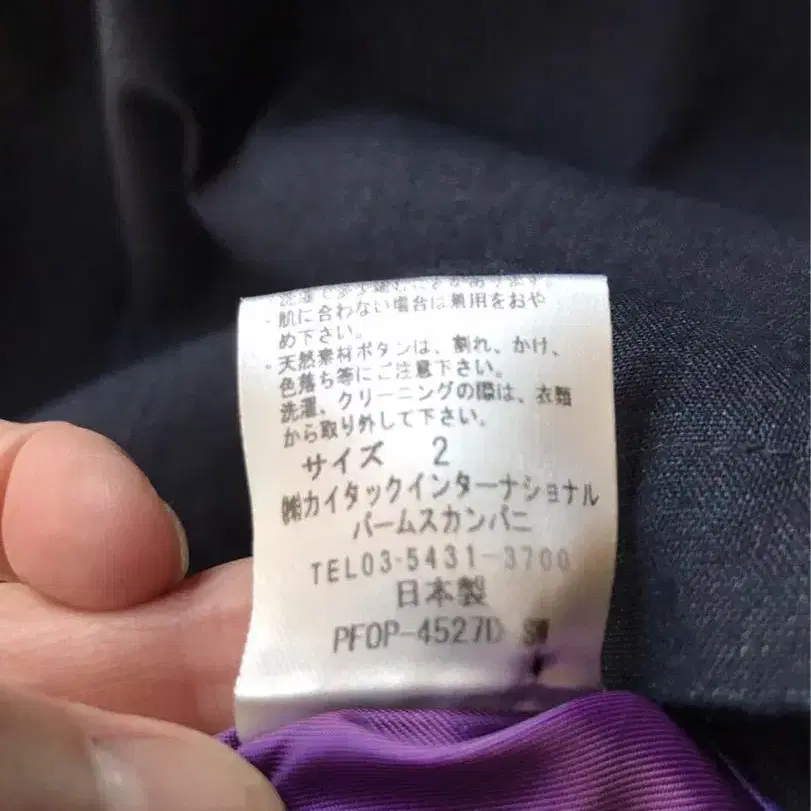 ・肌に合わない場合は着用をおや
め下さい。
・天然素材ボタンは、割れ、かけ、
色落ち等にご注意下さい。
洗濯、クリーニングの際は、衣類
から取り外して下さい。
サイズ 2
㈱カイタックインターナショナル
バームスカンパニ
TEL03-5431-3700
日本製
PFOP-4527D